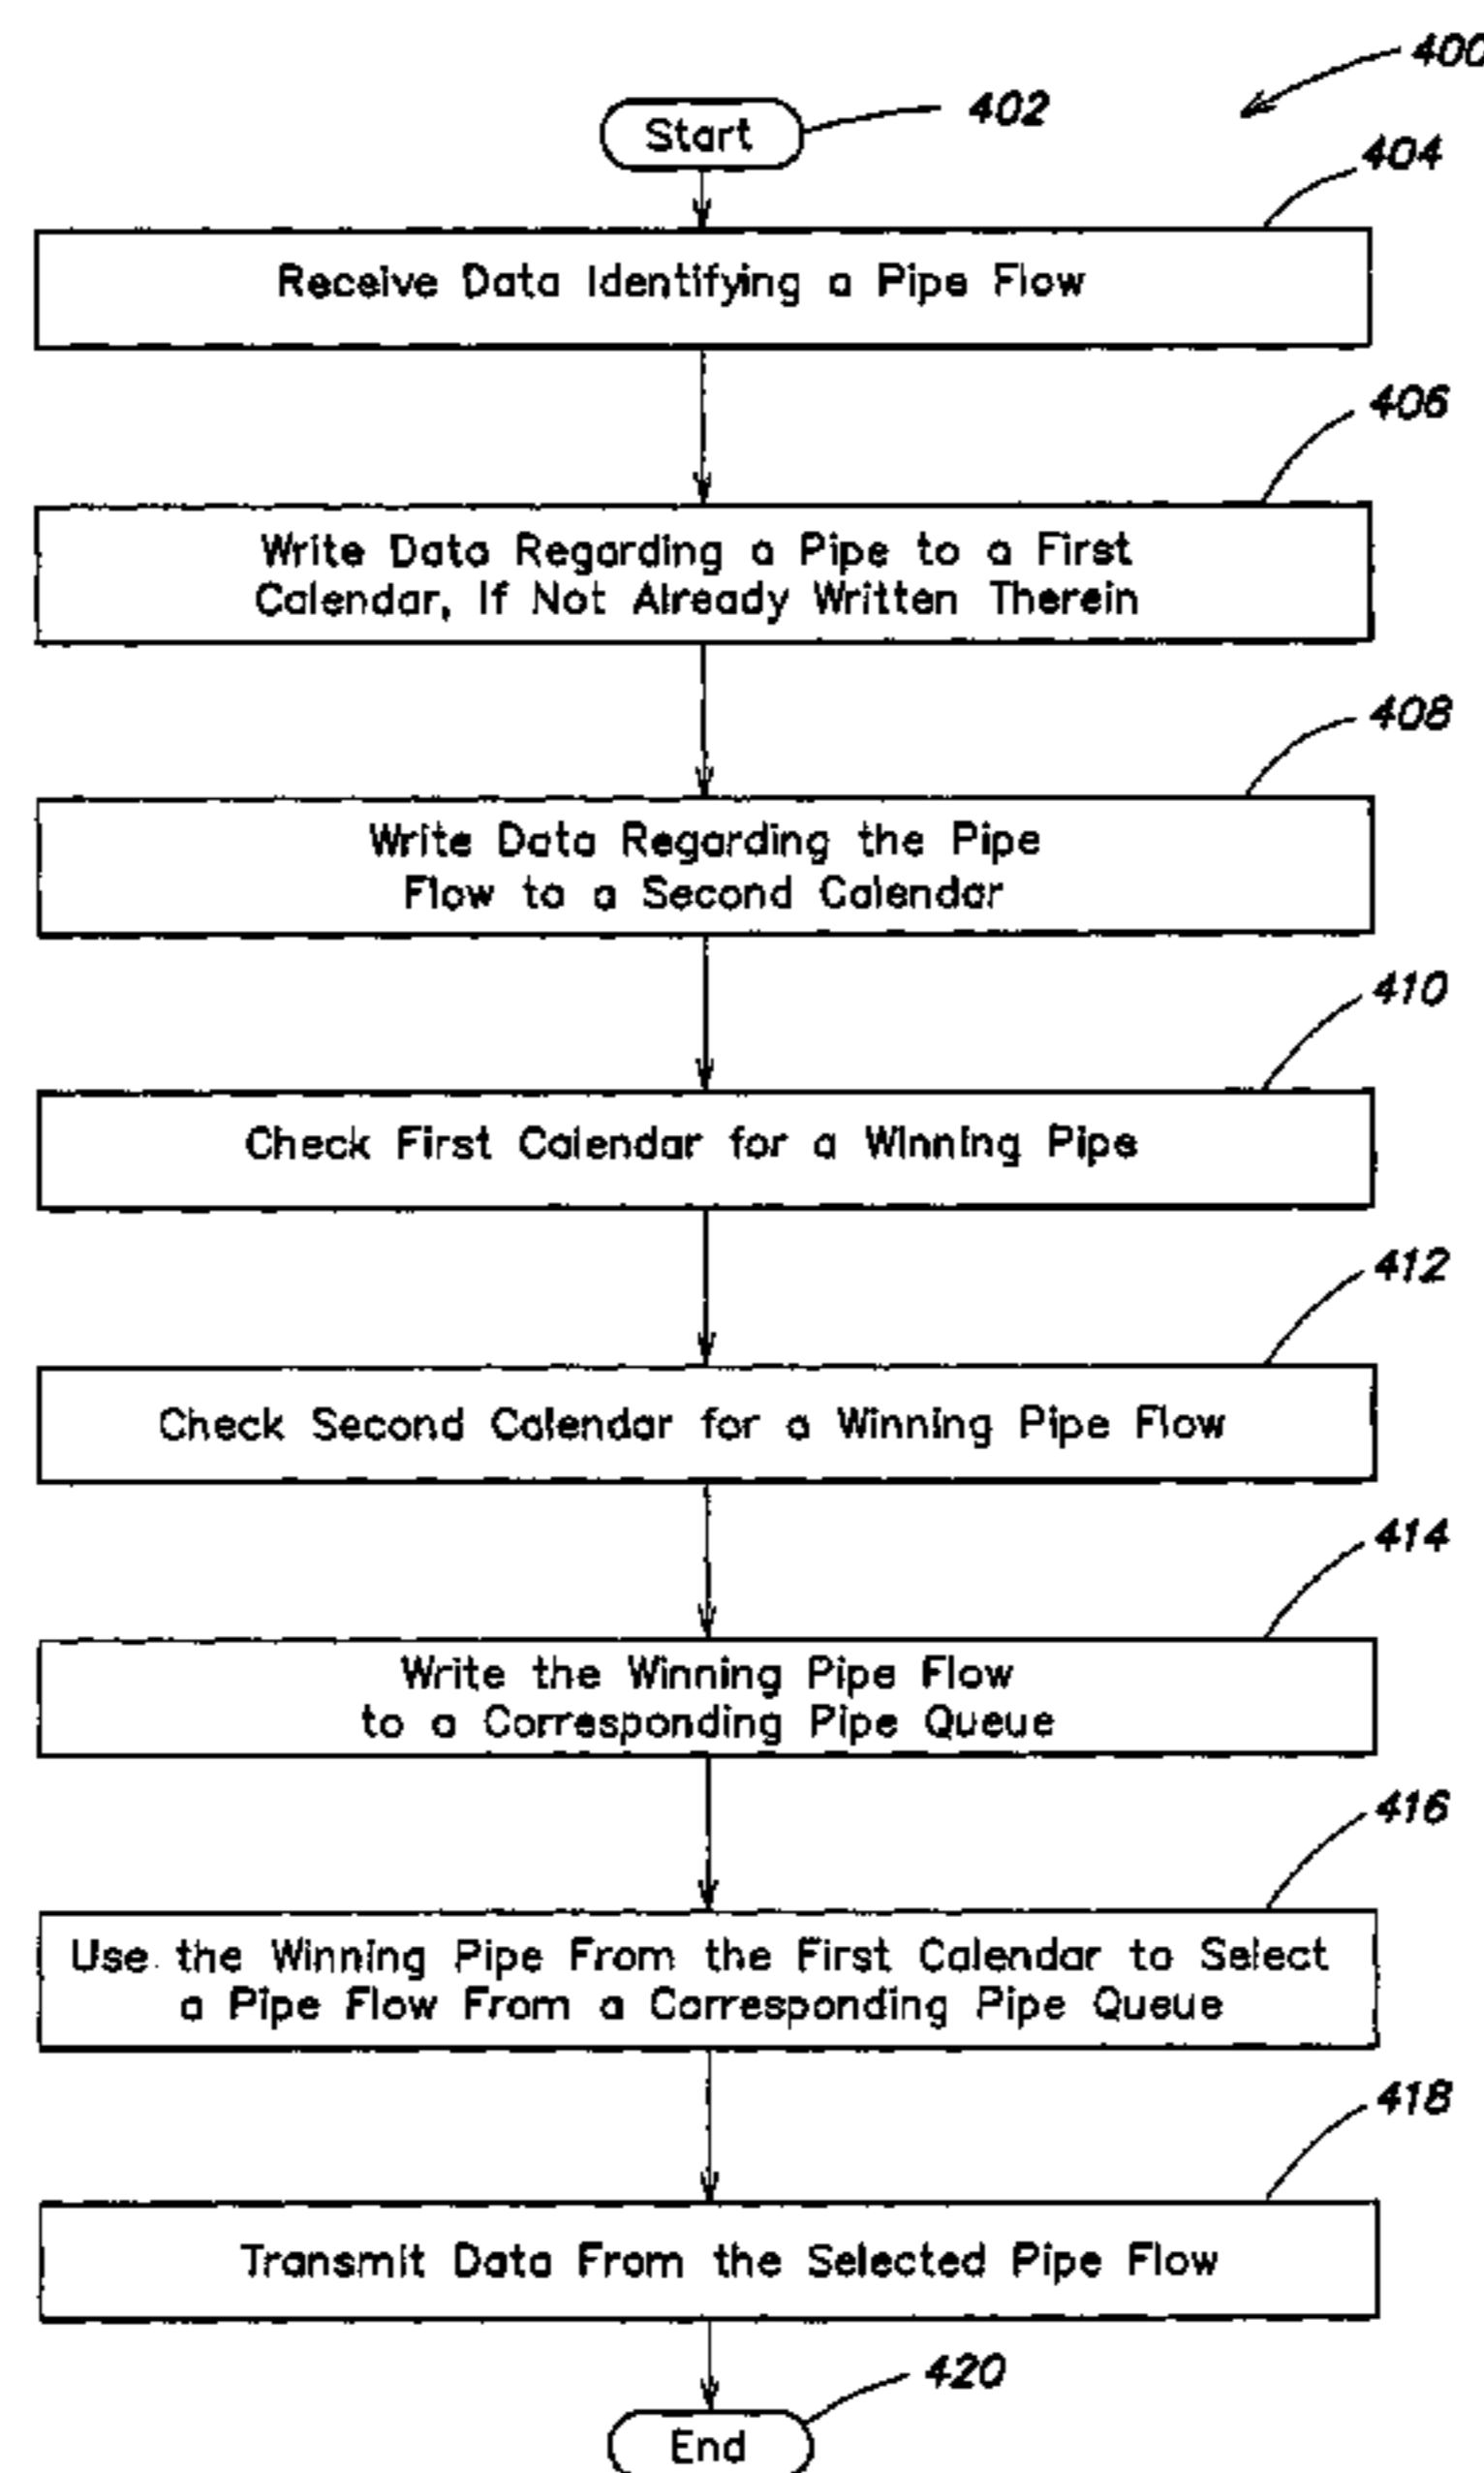 400
Start
402
404
Receive Data Identifying a Pipe Flow
406
Write Data Regarding a Pipe to a First
Calendar, If Not Already Written Therein
408
Write Data Regarding the Pipe
Flow to a Second Calendar
410
Check First Calendar for a Winning Pipe
412
Check Second Calendar for a Winning Pipe Flow
414
Write the Winning Pipe Flow
to a Corresponding Pipe Queue
416
Use the Winning Pipe From the First Calendar to Select
a Pipe Flow From a Corresponding Pipe Queue
418
Transmit Data From the Selected Pipe Flow
420
End